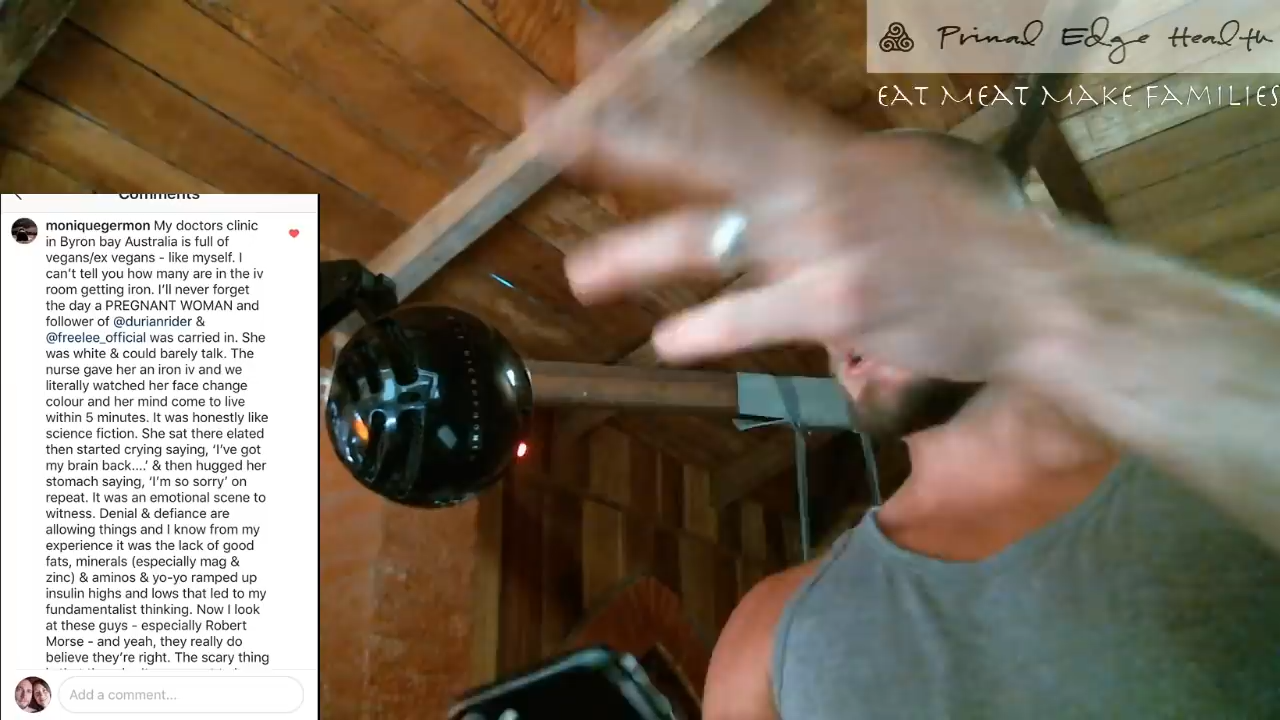 Primal Edge Health
EAT MEAT MAKE FAMILIES
Comments
moniquegermon My doctors clinic
in Byron bay Australia is full of
vegans/ex vegans - like myself. I
can't tell you how many are in the iv
room getting iron. I'll never forget
the day a PREGNANT WOMAN and
follower of @durianrider &
@freelee_official was carried in. She
was white & could barely talk. The
nurse gave her an iron iv and we
literally watched her face change
colour and her mind come to live
within 5 minutes. It was honestly like
science fiction. She sat there elated
then started crying saying, 'I've got
my brain back....' & then hugged her
stomach saying, 'I'm so sorry' on
repeat. It was an emotional scene to
witness. Denial & defiance are
allowing things and I know from my
experience it was the lack of good
fats, minerals (especially mag &
zinc) & aminos & yo-yo ramped up
insulin highs and lows that led to my
fundamentalist thinking. Now I look
at these guys - especially Robert
Morse - and yeah, they really do
believe they're right. The scary thing
Add a comment...